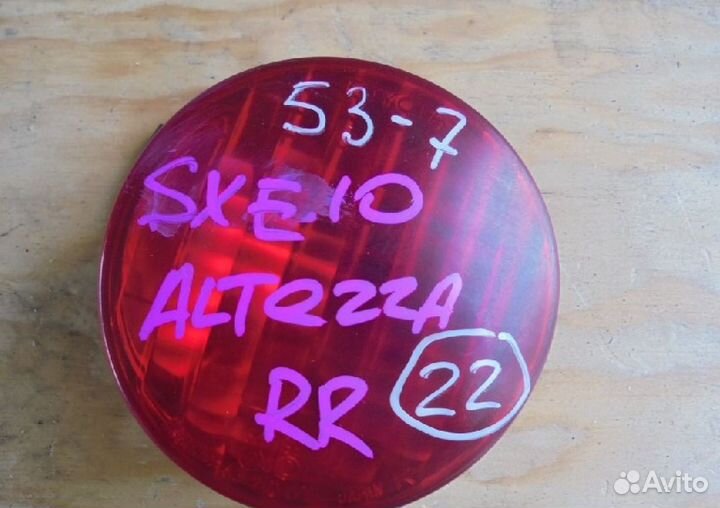 53-7
SXE10
ALTezzA
RR
22
Avito